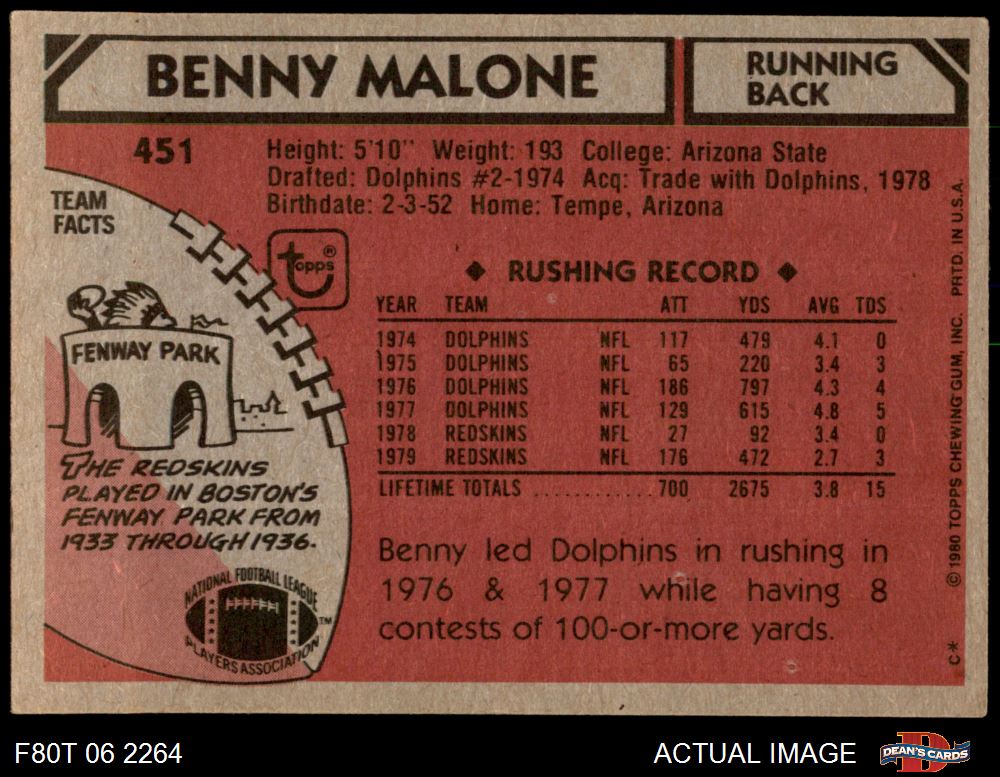 BENNY MALONE
RUNNING
BACK
451
Height: 5'10" Weight: 193 College: Arizona State
Drafted: Dolphins #2-1974 Acq: Trade with Dolphins, 1978
Birthdate: 2-3-52 Home: Tempe, Arizona
TEAM
FACTS
topps®
FENWAY PARK
THE REDSKINS
PLAYED IN BOSTON'S
FENWAY PARK FROM
1933 THROUGH 1936.
NATIONAL FOOTBALL LEAGUE
PLAYERS ASSOCIATION
TM
◆ RUSHING RECORD ◆
YEAR TEAM ATT YDS AVG TDS
1974 DOLPHINS NFL 117 479 4.1 0
1975 DOLPHINS NFL 65 220 3.4 3
1976 DOLPHINS NFL 186 797 4.3 4
1977 DOLPHINS NFL 129 615 4.8 5
1978 REDSKINS NFL 27 92 3.4 0
1979 REDSKINS NFL 176 472 2.7 3
LIFETIME TOTALS ............ 700 2675 3.8 15
Benny led Dolphins in rushing in
1976 & 1977 while having 8
contests of 100-or-more yards.
© 1980 TOPPS CHEWING GUM, INC. PRTD. IN U.S.A.
C*
F80T 06 2264
ACTUAL IMAGE
DEAN'S CARDS